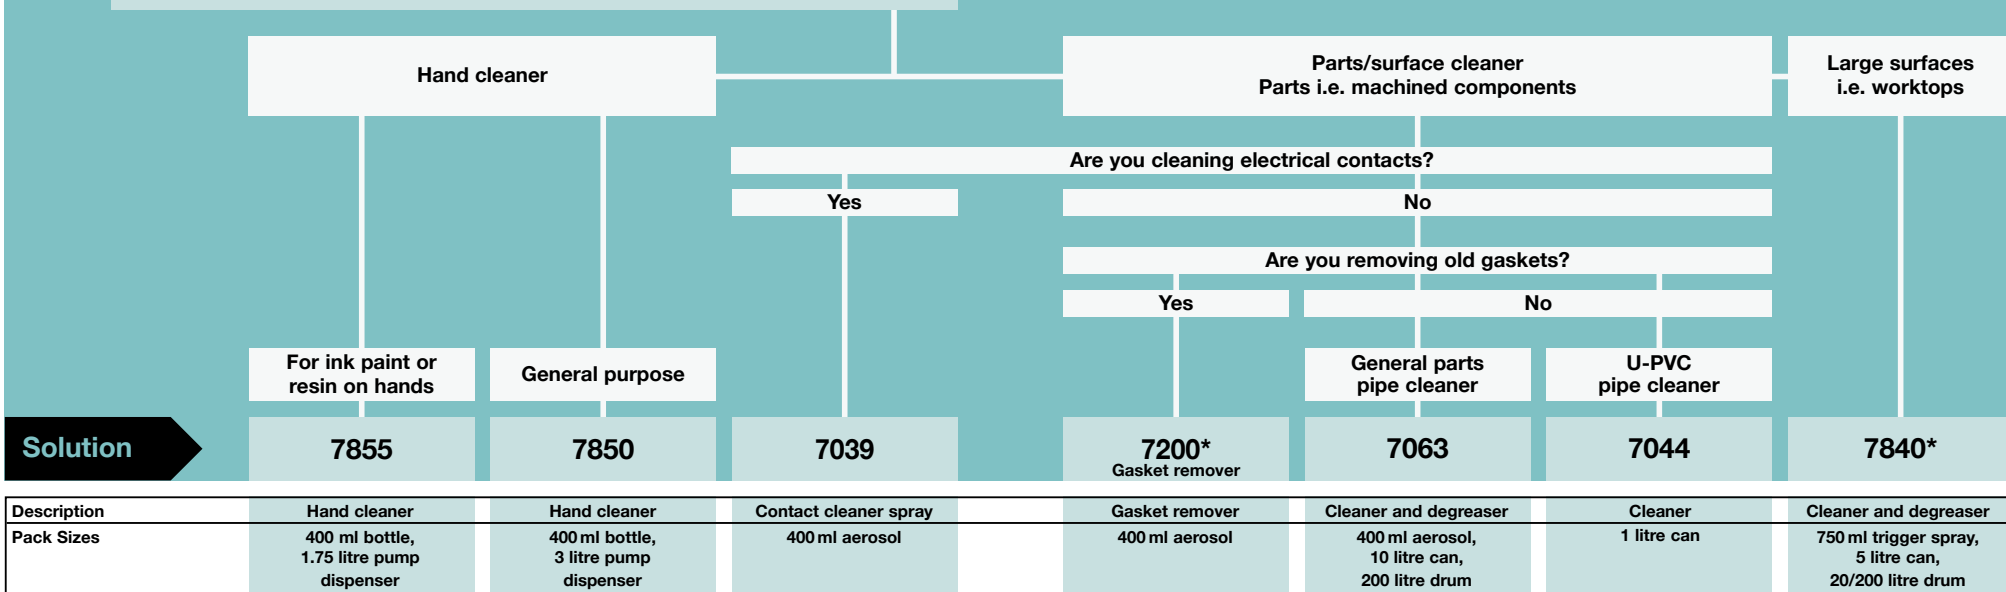 Hand cleaner
Parts/surface cleaner
Parts i.e. machined components
Large surfaces
i.e. worktops
Are you cleaning electrical contacts?
Yes
No
Are you removing old gaskets?
Yes
No
For ink paint or
resin on hands
General purpose
General parts
pipe cleaner
U-PVC
pipe cleaner
Solution
7855
7850
7039
7200*
Gasket remover
7063
7044
7840*
Description
Hand cleaner
Hand cleaner
Contact cleaner spray
Gasket remover
Cleaner and degreaser
Cleaner
Cleaner and degreaser
Pack Sizes
400 ml bottle,
1.75 litre pump
dispenser
400 ml bottle,
3 litre pump
dispenser
400 ml aerosol
400 ml aerosol
400 ml aerosol,
10 litre can,
200 litre drum
1 litre can
750 ml trigger spray,
5 litre can,
20/200 litre drum